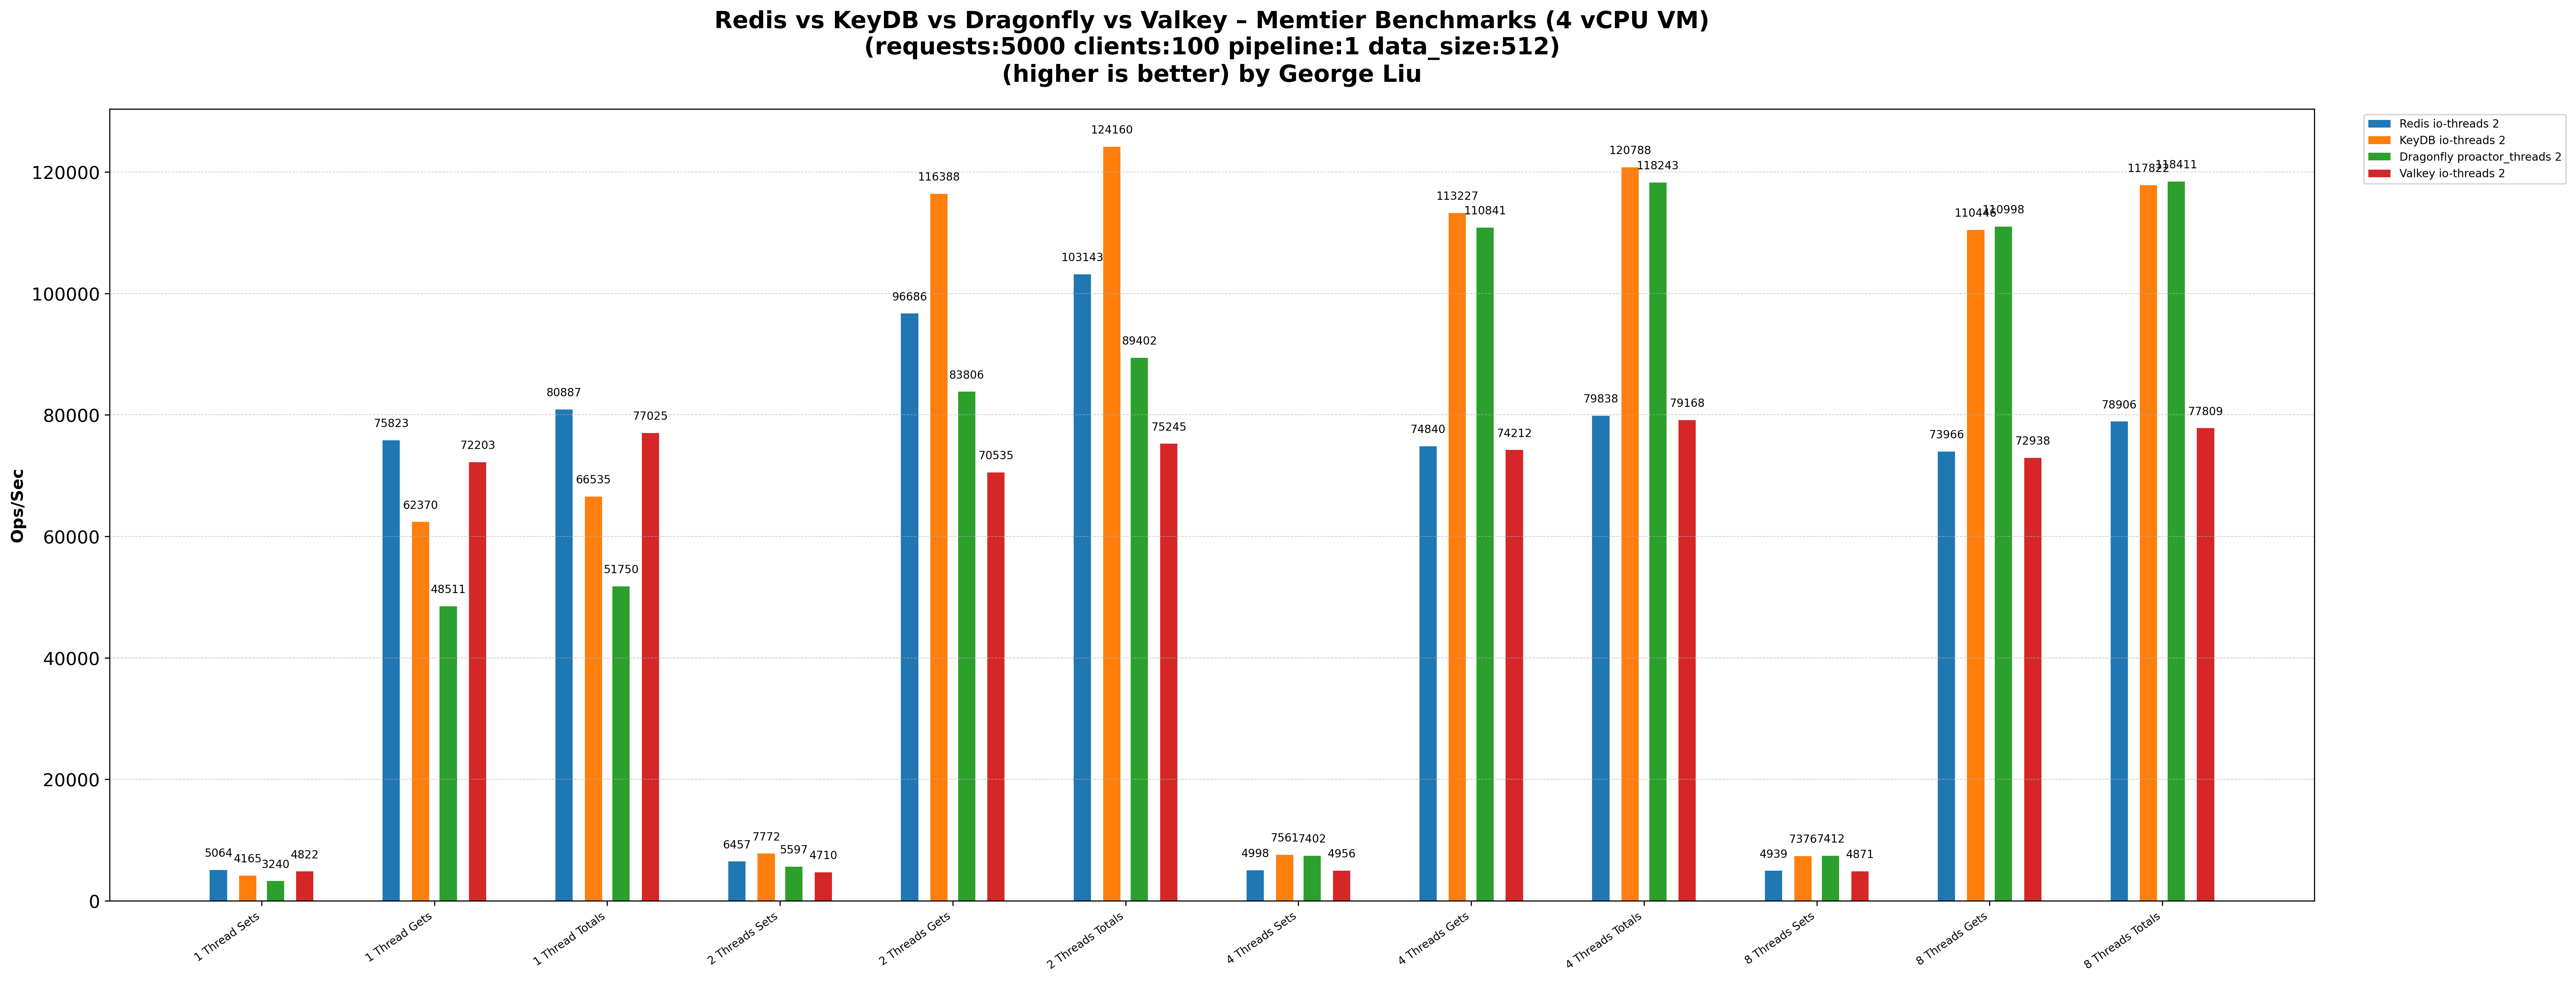 Redis vs KeyDB vs Dragonfly vs Valkey – Memtier Benchmarks (4 vCPU VM)
(requests:5000 clients:100 pipeline:1 data_size:512)
(higher is better) by George Liu
Redis io-threads 2
KeyDB io-threads 2
Dragonfly proactor_threads 2
Valkey io-threads 2
Ops/Sec
120000
100000
80000
60000
40000
20000
0
5064 4165 3240 4822
75823 62370 48511 72203
80887 66535 51750 77025
6457 7772 5597 4710
96686 116388 83806 70535
103143 124160 89402 75245
4998 7561 7402 4956
74840 113227 110841 74212
79838 120788 118243 79168
4939 7376 7412 4871
73966 110446 110998 72938
78906 117822 118411 77809
1 Thread Sets
1 Thread Gets
1 Thread Totals
2 Threads Sets
2 Threads Gets
2 Threads Totals
4 Threads Sets
4 Threads Gets
4 Threads Totals
8 Threads Sets
8 Threads Gets
8 Threads Totals